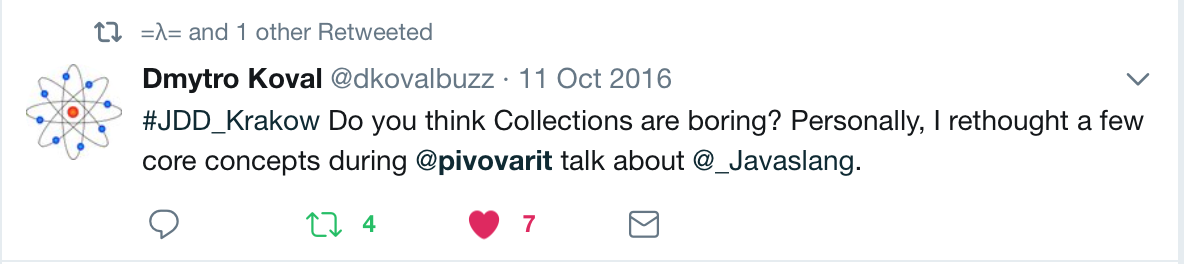 =λ= and 1 other Retweeted
Dmytro Koval @dkovalbuzz · 11 Oct 2016
#JDD_Krakow Do you think Collections are boring? Personally, I rethought a few
core concepts during @pivovarit talk about @_Javaslang.
4 7